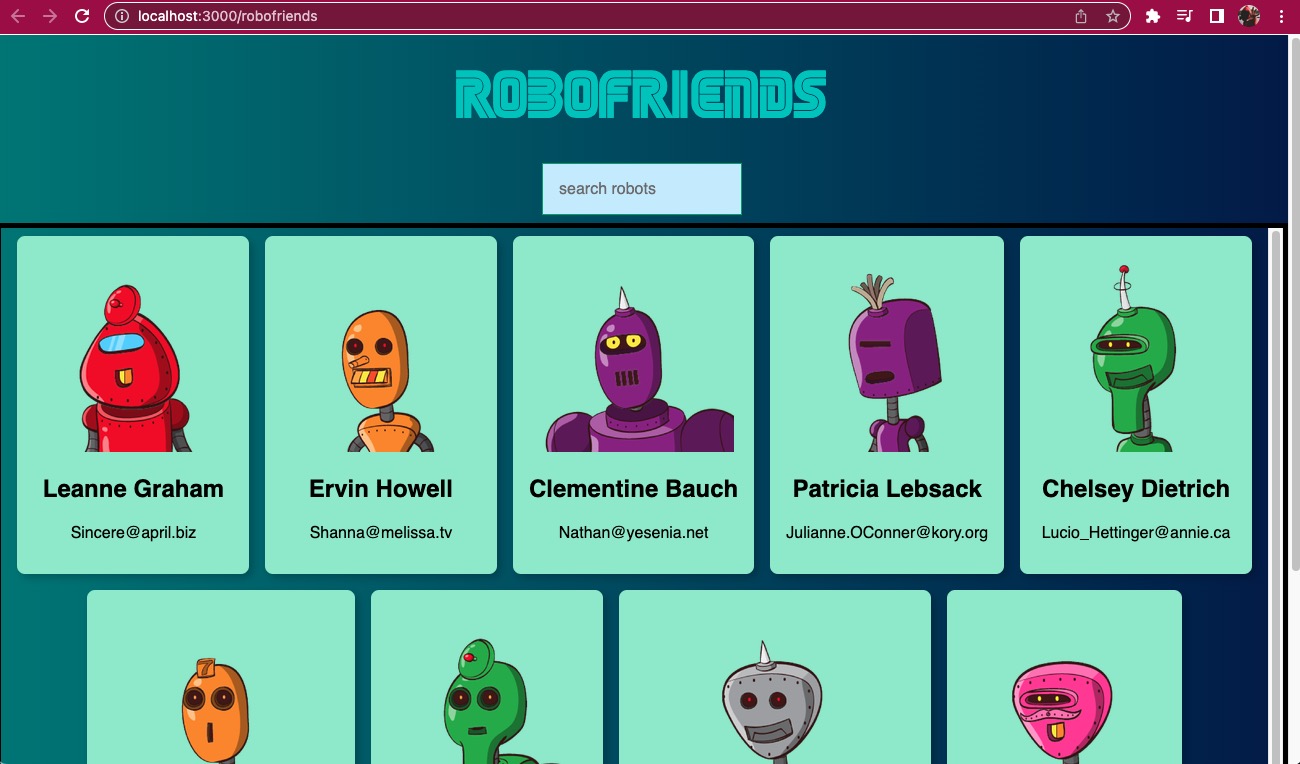 localhost:3000/robofriends
ROBOFRIENDS
search robots
Leanne Graham
Sincere@april.biz
Ervin Howell
Shanna@melissa.tv
Clementine Bauch
Nathan@yesenia.net
Patricia Lebsack
Julianne.OConner@kory.org
Chelsey Dietrich
Lucio_Hettinger@annie.ca
7